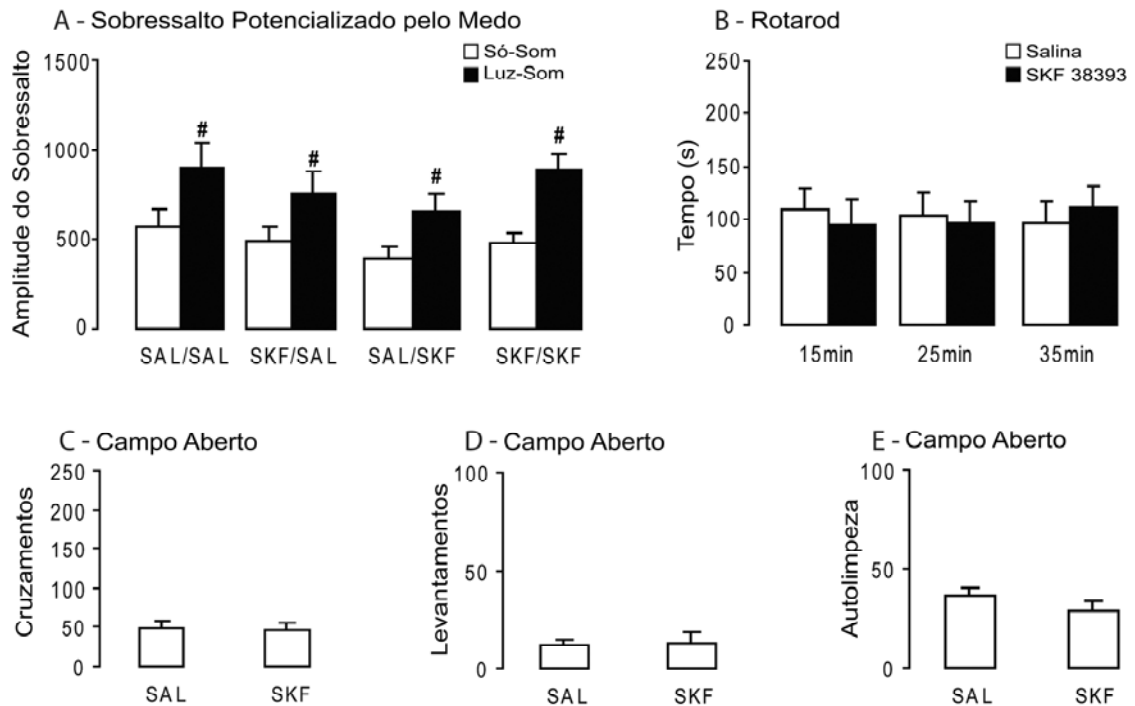 A - Sobressalto Potencializado pelo Medo
Só-Som
Luz-Som
Amplitude do Sobressalto
1500
1000
500
0
#
#
#
#
SAL/SAL
SKF/SAL
SAL/SKF
SKF/SKF
B - Rotarod
Salina
SKF 38393
Tempo (s)
250
200
150
100
50
0
15min
25min
35min
C - Campo Aberto
Cruzamentos
250
200
150
100
50
0
SAL
SKF
D - Campo Aberto
Levantamentos
100
50
0
SAL
SKF
E - Campo Aberto
Autolimpeza
100
50
0
SAL
SKF